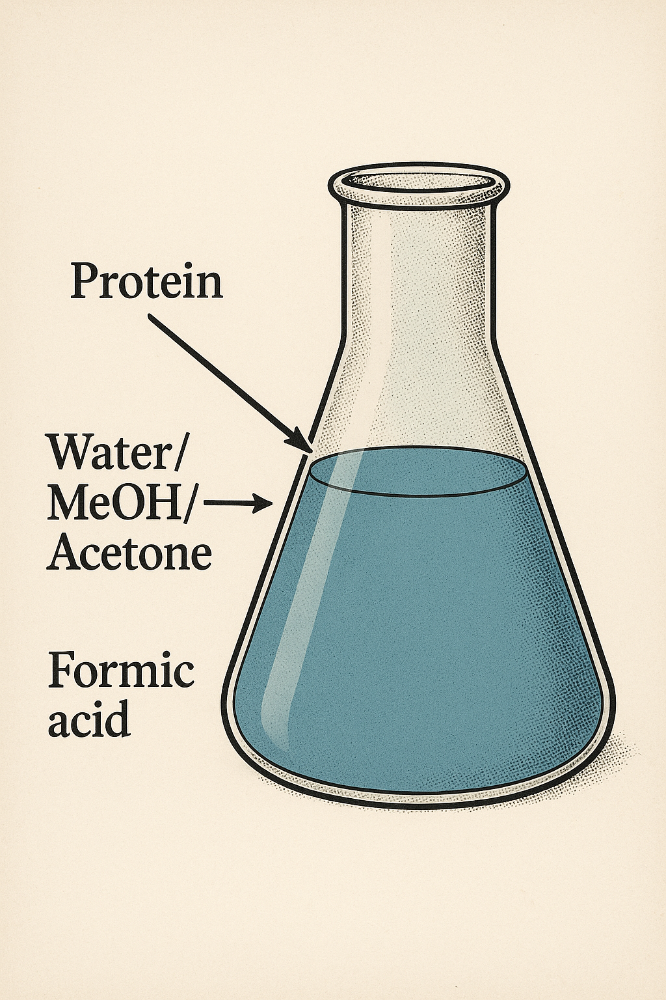 Protein
Water/
MeOH/
Acetone
Formic
acid